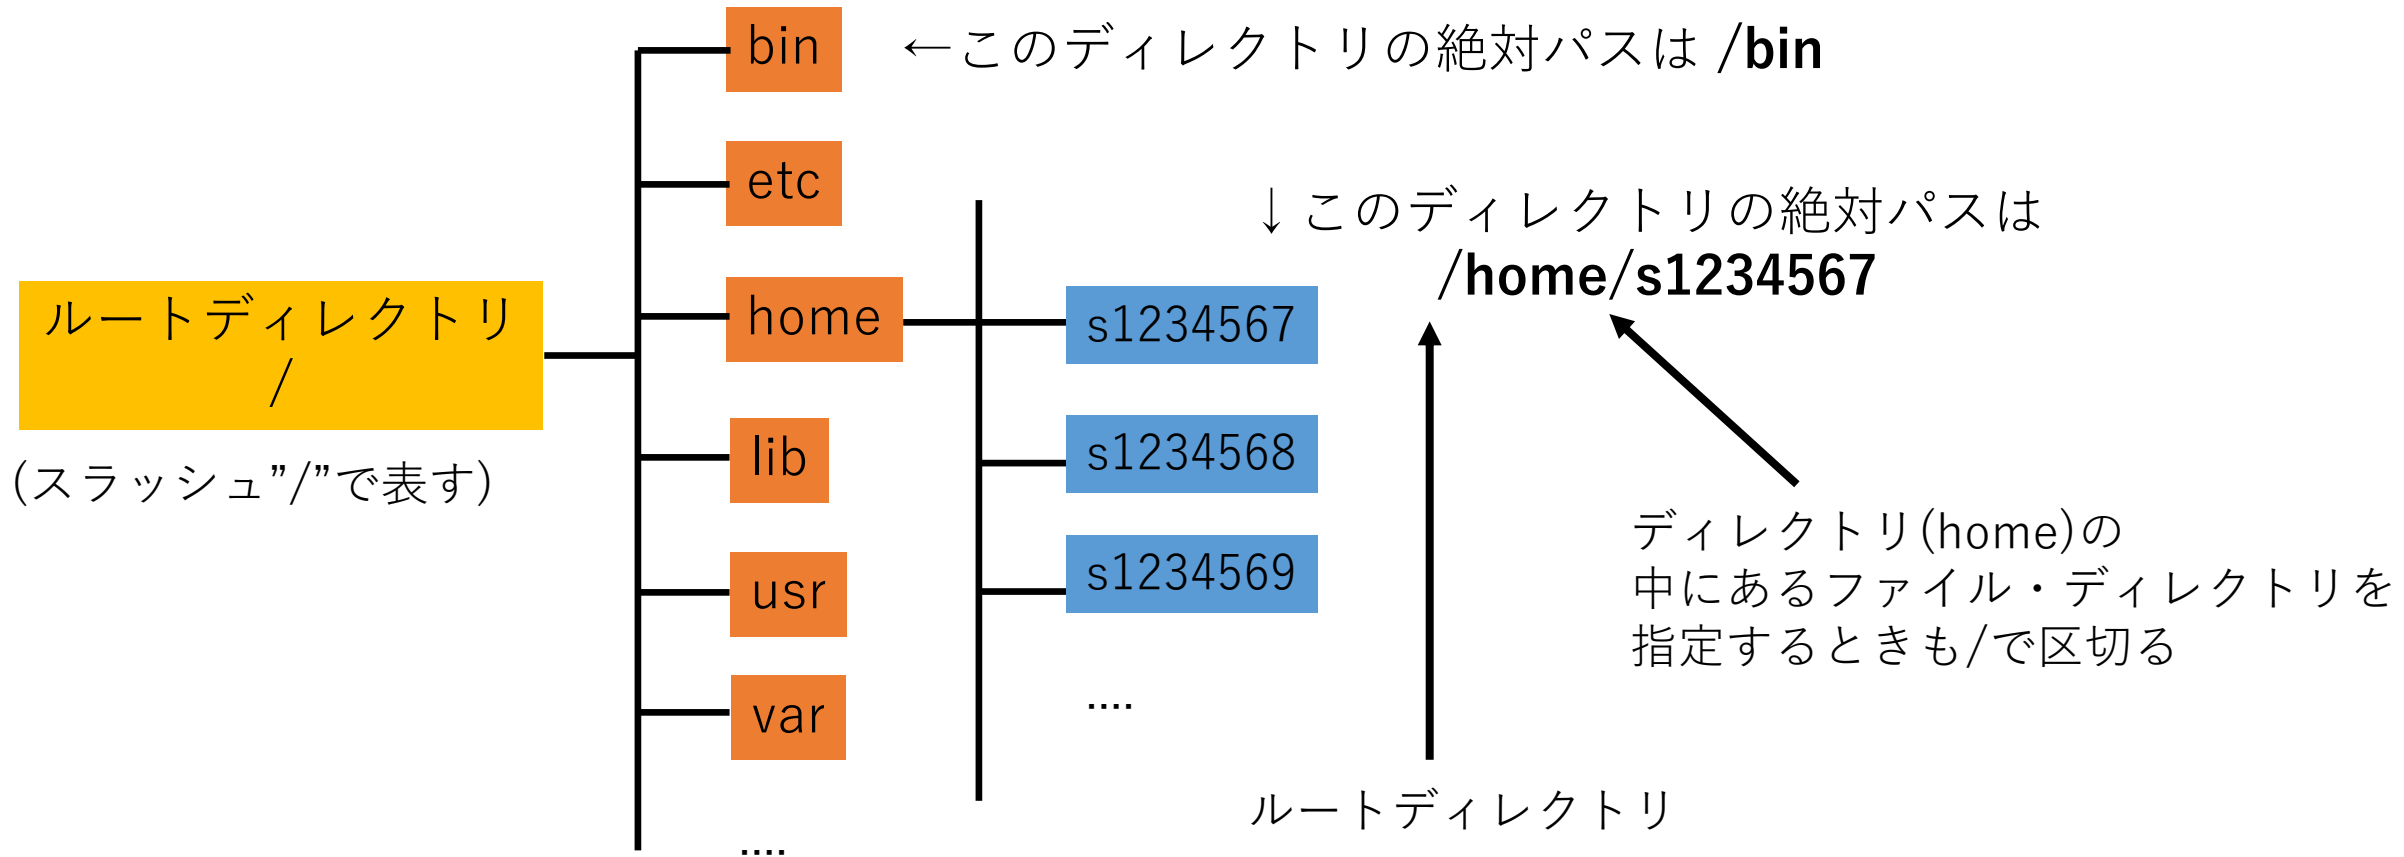 bin
←このディレクトリの絶対パスは /bin
etc
↓このディレクトリの絶対パスは
/home/s1234567
ルートディレクトリ
/
(スラッシュ”/”で表す)
home
s1234567
lib
s1234568
usr
s1234569
var
....
....
ディレクトリ(home)の
中にあるファイル・ディレクトリを
指定するときも/で区切る
ルートディレクトリ